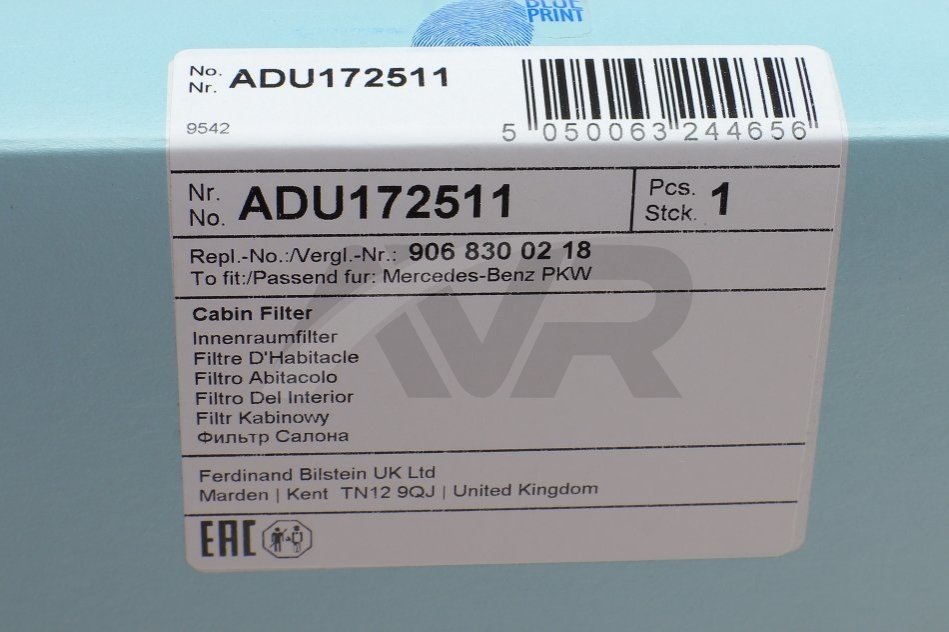 BLUE
PRINT
No.
Nr. ADU172511
9542
5 050063 244656
Nr.
No. ADU172511
Pcs.
Stck. 1
Repl.-No.:/Vergl.-Nr.: 906 830 02 18
To fit:/Passend fur: Mercedes-Benz PKW
Cabin Filter
Innenraumfilter
Filtre D'Habitacle
Filtro Abitacolo
Filtro Del Interior
Filtr Kabinowy
Фильтр Салона
Ferdinand Bilstein UK Ltd
Marden | Kent TN12 9QJ | United Kingdom
EAC